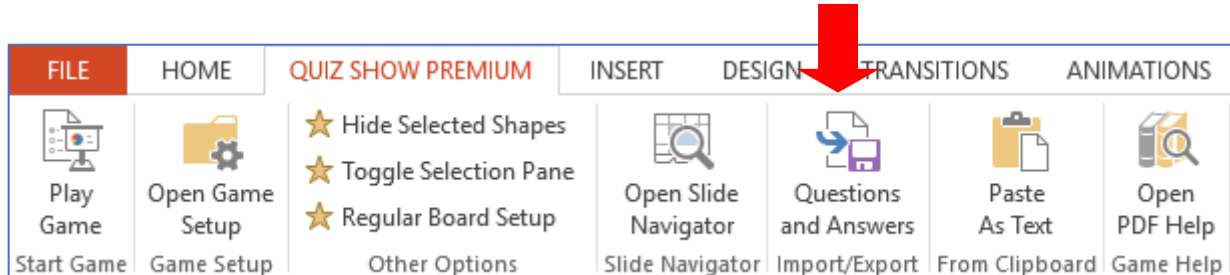 FILE HOME QUIZ SHOW PREMIUM INSERT DESIGN TRANSITIONS ANIMATIONS
Play Game
Start Game
Open Game Setup
Game Setup
Hide Selected Shapes
Toggle Selection Pane
Regular Board Setup
Other Options
Open Slide Navigator
Slide Navigator
Questions and Answers
Import/Export
Paste As Text
From Clipboard
Open PDF Help
Game Help